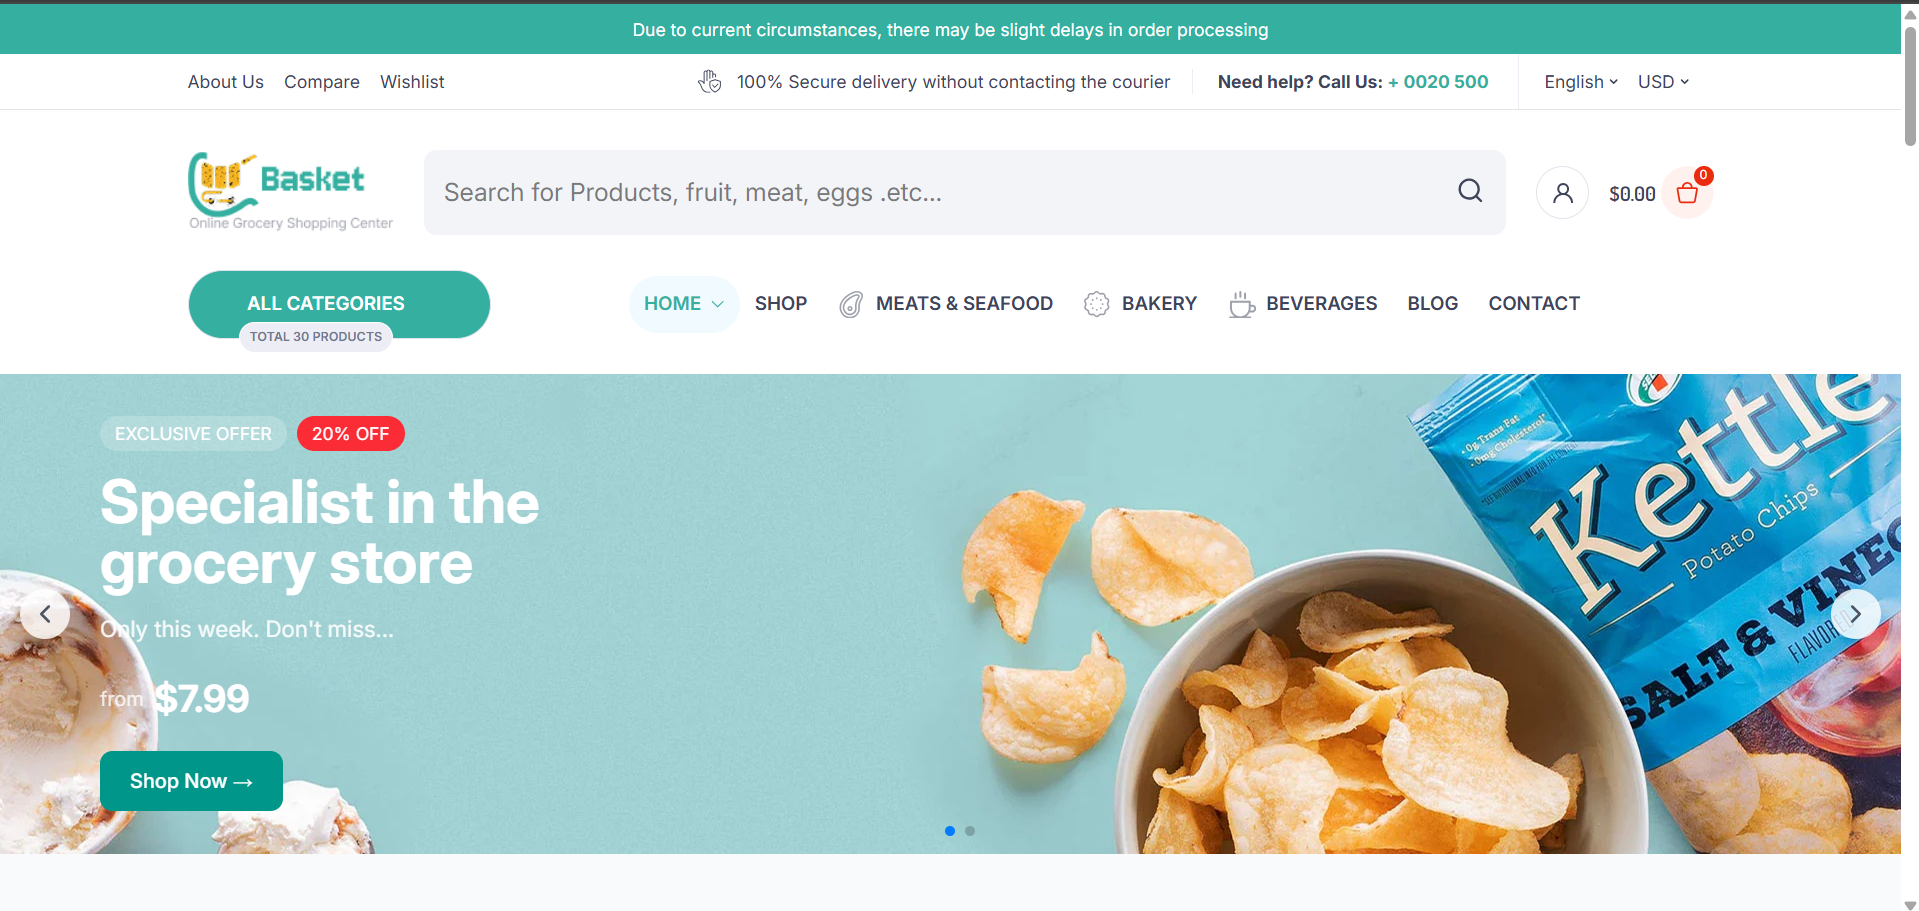 Due to current circumstances, there may be slight delays in order processing
About Us Compare Wishlist
100% Secure delivery without contacting the courier
Need help? Call Us: + 0020 500
English USD
Basket
Online Grocery Shopping Center
Search for Products, fruit, meat, eggs .etc...
$0.00
0
ALL CATEGORIES
TOTAL 30 PRODUCTS
HOME SHOP MEATS & SEAFOOD BAKERY BEVERAGES BLOG CONTACT
EXCLUSIVE OFFER 20% OFF
Specialist in the
grocery store
Only this week. Don't miss...
from $7.99
Shop Now →
0g Trans Fat
0mg Cholesterol*
Kettle
Potato Chips
SALT & VINEG
FLAVOR